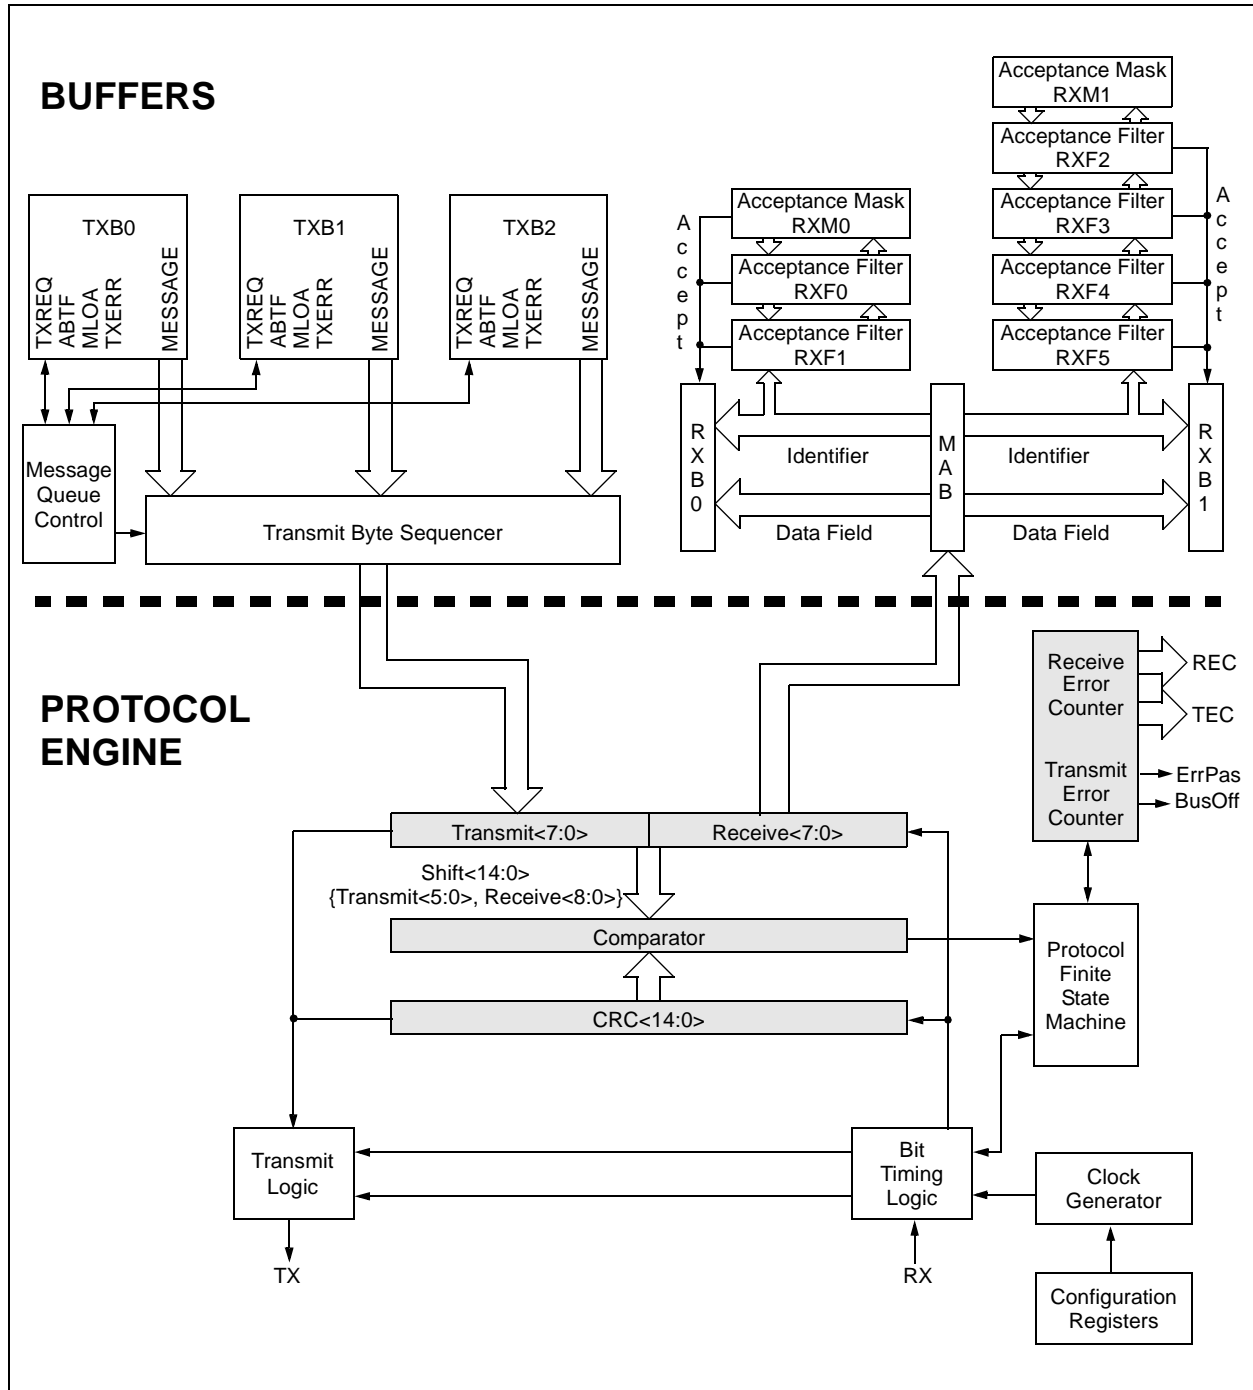 BUFFERS
TXB0
TXREQ
ABTF
MLOA
TXERR
MESSAGE
TXB1
TXREQ
ABTF
MLOA
TXERR
MESSAGE
TXB2
TXREQ
ABTF
MLOA
TXERR
MESSAGE
Message
Queue
Control
Transmit Byte Sequencer
Accept
Acceptance Mask
RXM0
Acceptance Filter
RXF0
Acceptance Filter
RXF1
Acceptance Mask
RXM1
Acceptance Filter
RXF2
Acceptance Filter
RXF3
Acceptance Filter
RXF4
Acceptance Filter
RXF5
Accept
RXB0
Identifier
Data Field
MAB
Identifier
Data Field
RXB1
PROTOCOL
ENGINE
Receive
Error
Counter
Transmit
Error
Counter
REC
TEC
ErrPas
BusOff
Transmit<7:0>
Receive<7:0>
Shift<14:0>
{Transmit<5:0>, Receive<8:0>}
Comparator
CRC<14:0>
Protocol
Finite
State
Machine
Transmit
Logic
Bit
Timing
Logic
Clock
Generator
TX
RX
Configuration
Registers